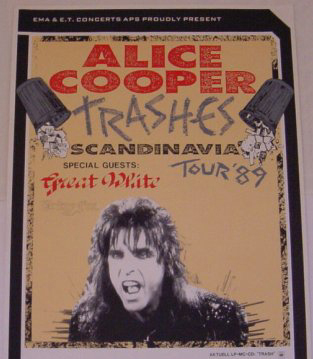 EMA & E.T. CONCERTS APS PROUDLY PRESENT
ALICE
COOPER
TRASHES
SCANDINAVIA
SPECIAL GUESTS:
TOUR '89
Great White
AKTUELL LP-MC-CD: "TRASH"